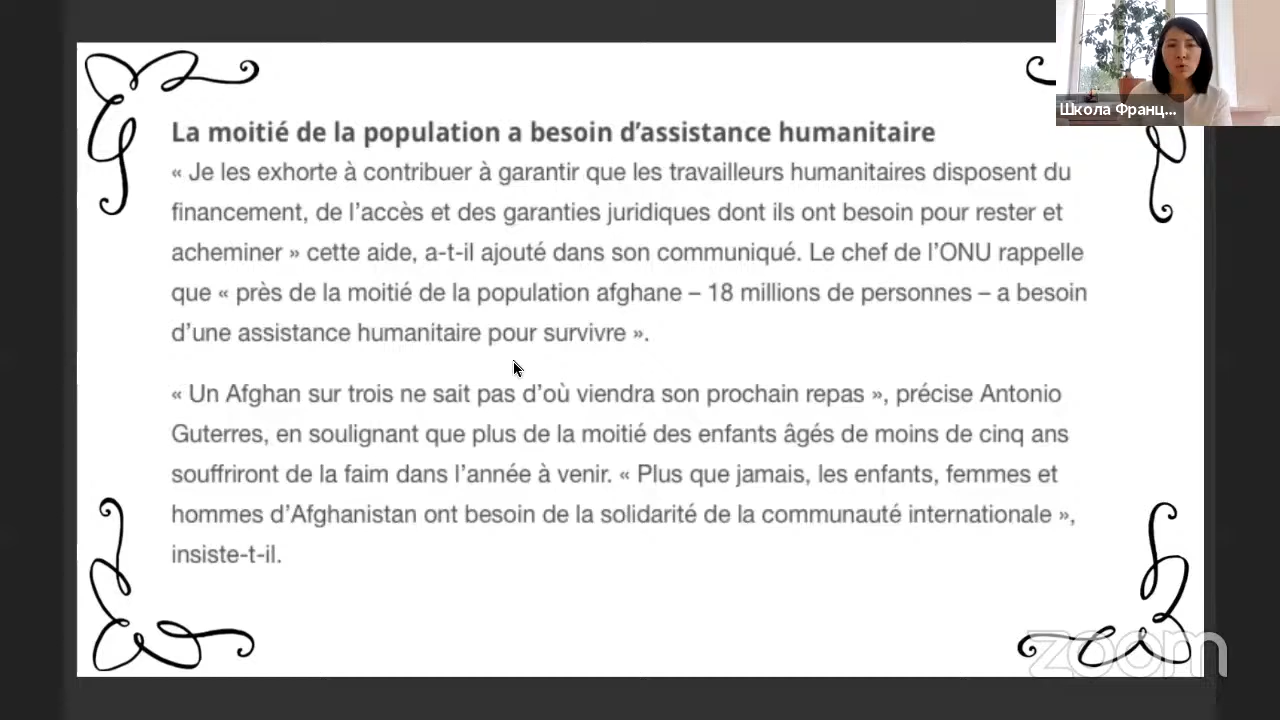 La moitié de la population a besoin d'assistance humanitaire
« Je les exhorte à contribuer à garantir que les travailleurs humanitaires disposent du
financement, de l'accès et des garanties juridiques dont ils ont besoin pour rester et
acheminer » cette aide, a-t-il ajouté dans son communiqué. Le chef de l'ONU rappelle
que « près de la moitié de la population afghane – 18 millions de personnes – a besoin
d'une assistance humanitaire pour survivre ».
« Un Afghan sur trois ne sait pas d'où viendra son prochain repas », précise Antonio
Guterres, en soulignant que plus de la moitié des enfants âgés de moins de cinq ans
souffriront de la faim dans l'année à venir. « Plus que jamais, les enfants, femmes et
hommes d'Afghanistan ont besoin de la solidarité de la communauté internationale »,
insiste-t-il.
Школа Франц...
zoom